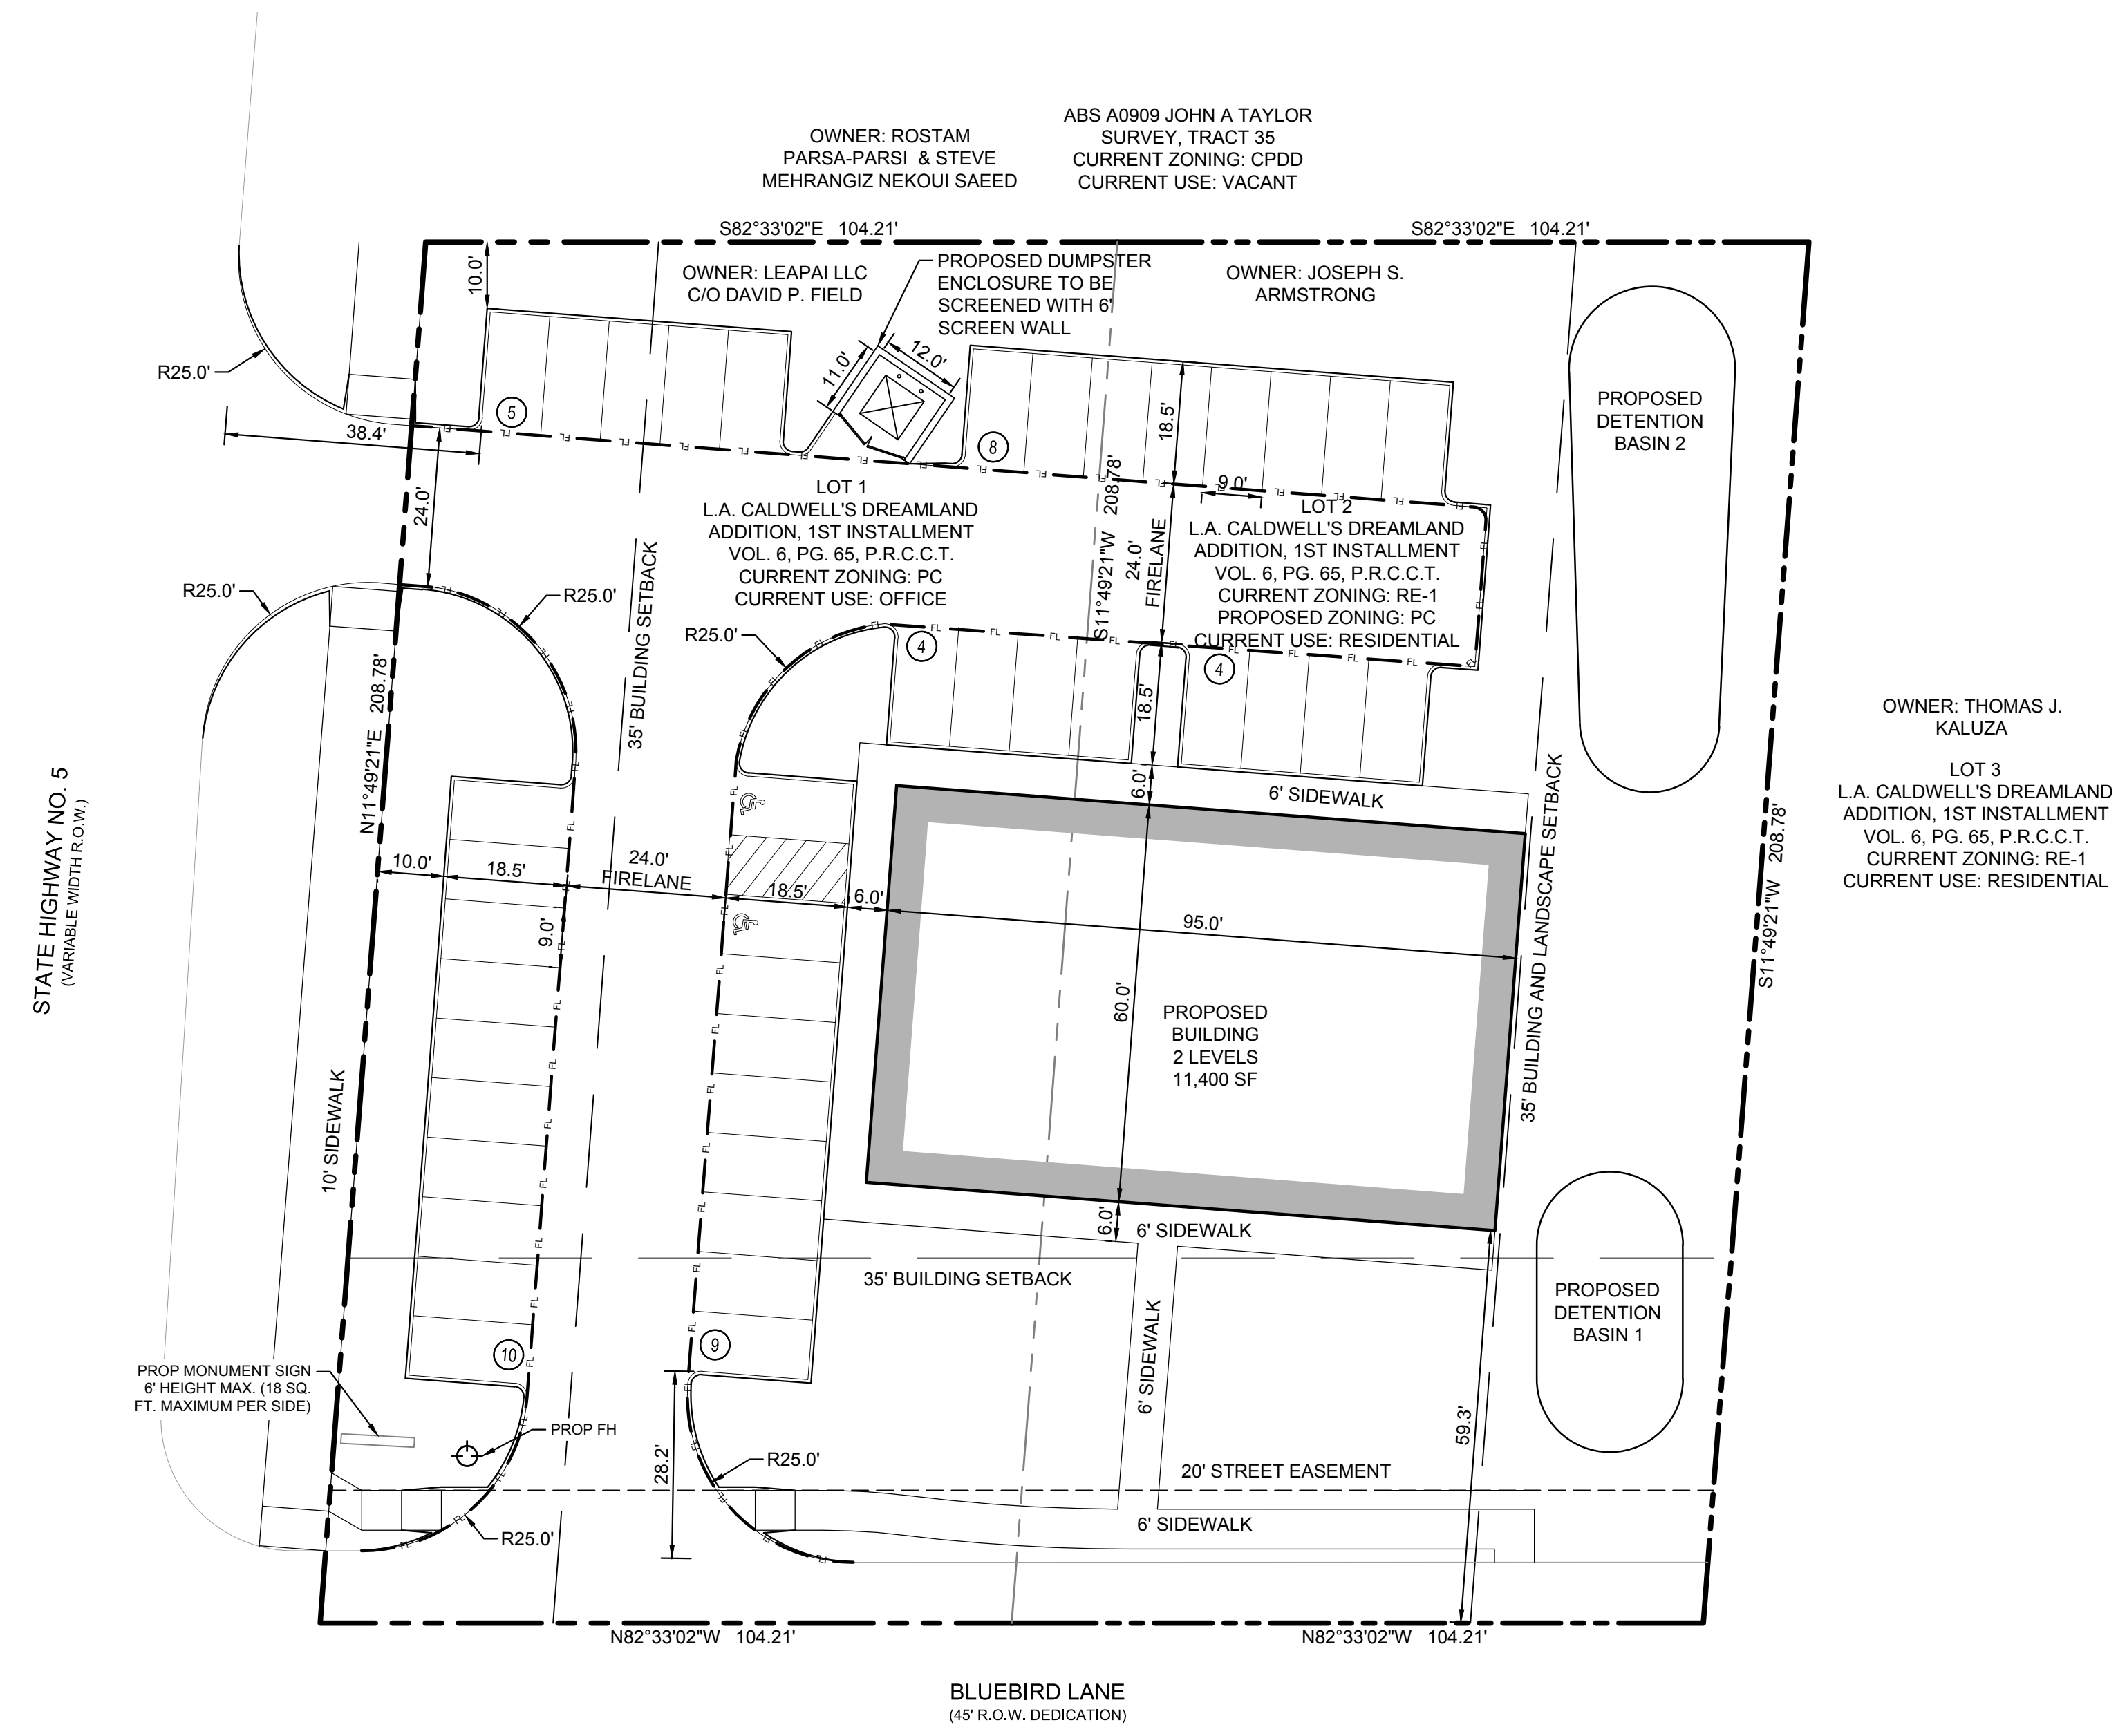 OWNER: ROSTAM
PARSA-PARSI & STEVE
MEHRANGIZ NEKOUI SAEED
ABS A0909 JOHN A TAYLOR
SURVEY, TRACT 35
CURRENT ZONING: CPDD
CURRENT USE: VACANT
S82°33'02"E 104.21'
S82°33'02"E 104.21'
10.0'
OWNER: LEAPAI LLC
C/O DAVID P. FIELD
PROPOSED DUMPSTER
ENCLOSURE TO BE
SCREENED WITH 6'
SCREEN WALL
OWNER: JOSEPH S.
ARMSTRONG
R25.0'
11.0'
12.0'
5
38.4'
8
18.5'
PROPOSED
DETENTION
BASIN 2
24.0'
9.0'
LOT 1
L.A. CALDWELL'S DREAMLAND
ADDITION, 1ST INSTALLMENT
VOL. 6, PG. 65, P.R.C.C.T.
CURRENT ZONING: PC
CURRENT USE: OFFICE
S11°49'21"W 208.78'
24.0'
FIRELANE
LOT 2
L.A. CALDWELL'S DREAMLAND
ADDITION, 1ST INSTALLMENT
VOL. 6, PG. 65, P.R.C.C.T.
CURRENT ZONING: RE-1
PROPOSED ZONING: PC
CURRENT USE: RESIDENTIAL
R25.0'
R25.0'
35' BUILDING SETBACK
R25.0'
4
4
18.5'
N11°49'21"E 208.78'
6.0'
6' SIDEWALK
OWNER: THOMAS J.
KALUZA
LOT 3
L.A. CALDWELL'S DREAMLAND
ADDITION, 1ST INSTALLMENT
VOL. 6, PG. 65, P.R.C.C.T.
CURRENT ZONING: RE-1
CURRENT USE: RESIDENTIAL
S11°49'21"W 208.78'
STATE HIGHWAY NO. 5
(VARIABLE WIDTH R.O.W.)
10.0'
18.5'
24.0'
FIRELANE
18.5'
6.0'
95.0'
9.0'
60.0'
PROPOSED
BUILDING
2 LEVELS
11,400 SF
35' BUILDING AND LANDSCAPE SETBACK
10' SIDEWALK
6.0'
6' SIDEWALK
35' BUILDING SETBACK
PROPOSED
DETENTION
BASIN 1
10
9
6' SIDEWALK
PROP MONUMENT SIGN
6' HEIGHT MAX. (18 SQ.
FT. MAXIMUM PER SIDE)
PROP FH
28.2'
R25.0'
59.3'
20' STREET EASEMENT
R25.0'
6' SIDEWALK
N82°33'02"W 104.21'
N82°33'02"W 104.21'
BLUEBIRD LANE
(45' R.O.W. DEDICATION)
FL